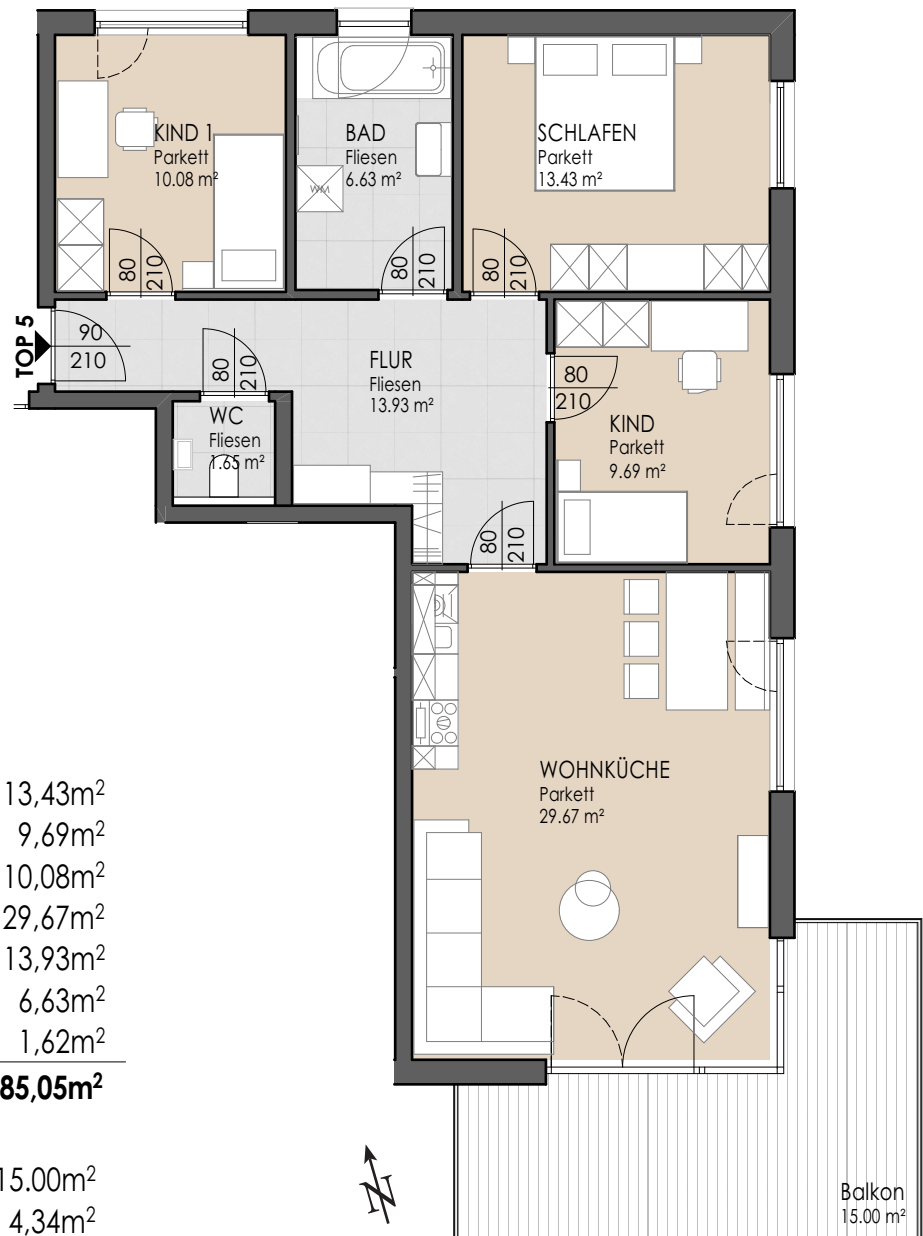 KIND 1
Parkett
10.08 m²
BAD
Fliesen
6.63 m²
WM
SCHLAFEN
Parkett
13.43 m²
80
210
80
210
80
210
TOP 5
90
210
80
210
FLUR
Fliesen
13.93 m²
80
210
WC
Fliesen
1.65 m²
KIND
Parkett
9.69 m²
80
210
WOHNKÜCHE
Parkett
29.67 m²
13,43m²
9,69m²
10,08m²
29,67m²
13,93m²
6,63m²
1,62m²
85,05m²
15.00m²
4,34m²
N
Balkon
15.00 m²